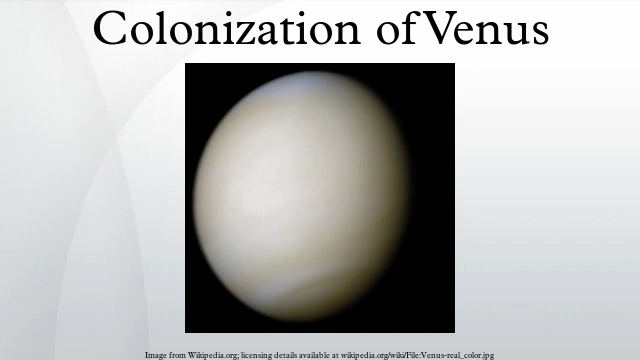 Colonization of Venus
Image from Wikipedia.org; licensing details available at wikipedia.org/wiki/File:Venus-real_color.jpg